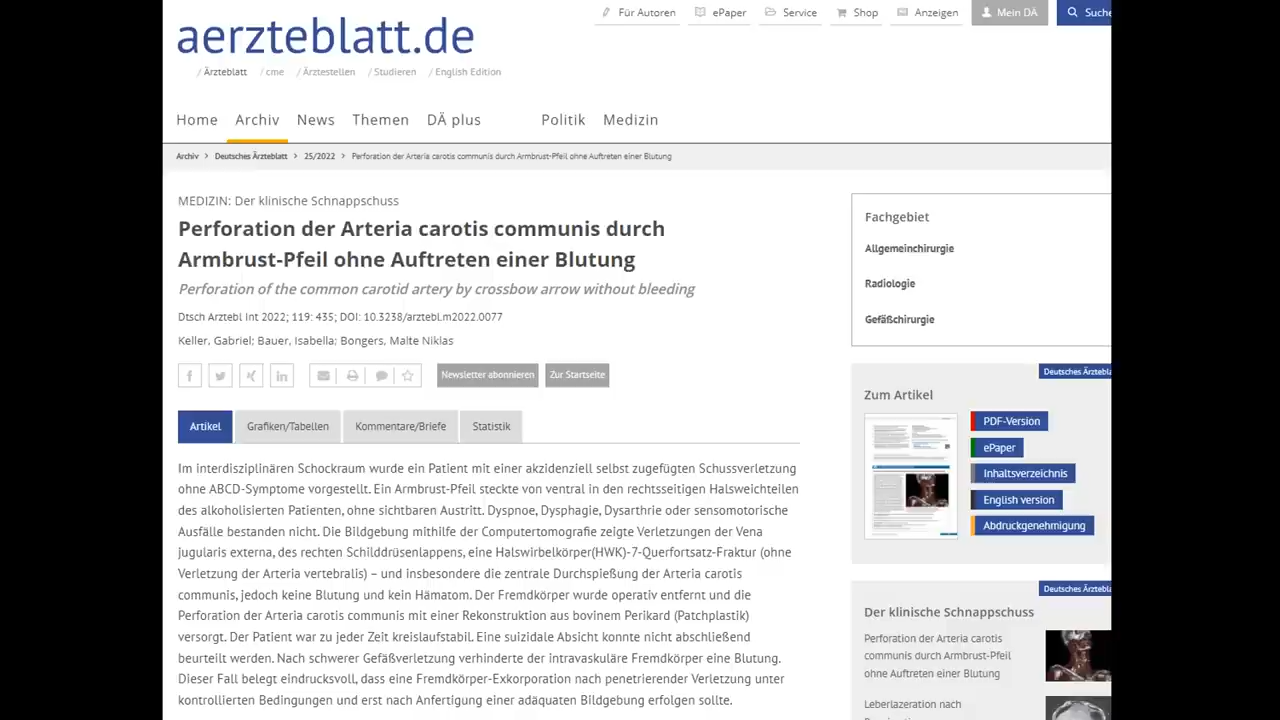 Für Autoren
ePaper
Service
Shop
Anzeigen
Mein DÄ
Suche
aerzteblatt.de
/ Ärzteblatt / cme / Ärztestellen / Studieren / English Edition
Home Archiv News Themen DÄ plus Politik Medizin
Archiv > Deutsches Ärzteblatt > 25/2022 > Perforation der Arteria carotis communis durch Armbrust-Pfeil ohne Auftreten einer Blutung
MEDIZIN: Der klinische Schnappschuss
Perforation der Arteria carotis communis durch
Armbrust-Pfeil ohne Auftreten einer Blutung
Perforation of the common carotid artery by crossbow arrow without bleeding
Dtsch Arztebl Int 2022; 119: 435; DOI: 10.3238/arztebl.m2022.0077
Keller, Gabriel; Bauer, Isabella; Bongers, Malte Niklas
Newsletter abonnieren
Zur Startseite
Artikel
Grafiken/Tabellen
Kommentare/Briefe
Statistik
Im interdisziplinären Schockraum wurde ein Patient mit einer akzidenziell selbst zugefügten Schussverletzung
ohne ABCD-Symptome vorgestellt. Ein Armbrust-Pfeil steckte von ventral in den rechtsseitigen Halsweichteilen
des alkoholisierten Patienten, ohne sichtbaren Austritt. Dyspnoe, Dysphagie, Dysarthrie oder sensomotorische
Ausfälle bestanden nicht. Die Bildgebung mithilfe der Computertomografie zeigte Verletzungen der Vena
jugularis externa, des rechten Schilddrüsenlappens, eine Halswirbelkörper(HWK)-7-Querfortsatz-Fraktur (ohne
Verletzung der Arteria vertebralis) – und insbesondere die zentrale Durchspießung der Arteria carotis
communis, jedoch keine Blutung und kein Hämatom. Der Fremdkörper wurde operativ entfernt und die
Perforation der Arteria carotis communis mit einer Rekonstruktion aus bovinem Perikard (Patchplastik)
versorgt. Der Patient war zu jeder Zeit kreislaufstabil. Eine suizidale Absicht konnte nicht abschließend
beurteilt werden. Nach schwerer Gefäßverletzung verhinderte der intravaskuläre Fremdkörper eine Blutung.
Dieser Fall belegt eindrucksvoll, dass eine Fremdkörper-Exkorporation nach penetrierender Verletzung unter
kontrollierten Bedingungen und erst nach Anfertigung einer adäquaten Bildgebung erfolgen sollte.
Fachgebiet
Allgemeinchirurgie
Radiologie
Gefäßchirurgie
Deutsches Ärztebla
Zum Artikel
PDF-Version
ePaper
Inhaltsverzeichnis
English version
Abdruckgenehmigung
Deutsches Ärztebla
Der klinische Schnappschuss
Perforation der Arteria carotis
communis durch Armbrust-Pfeil
ohne Auftreten einer Blutung
Leberlazeration nach